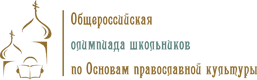 Общероссийская
олимпиада школьников
по Основам православной культуры